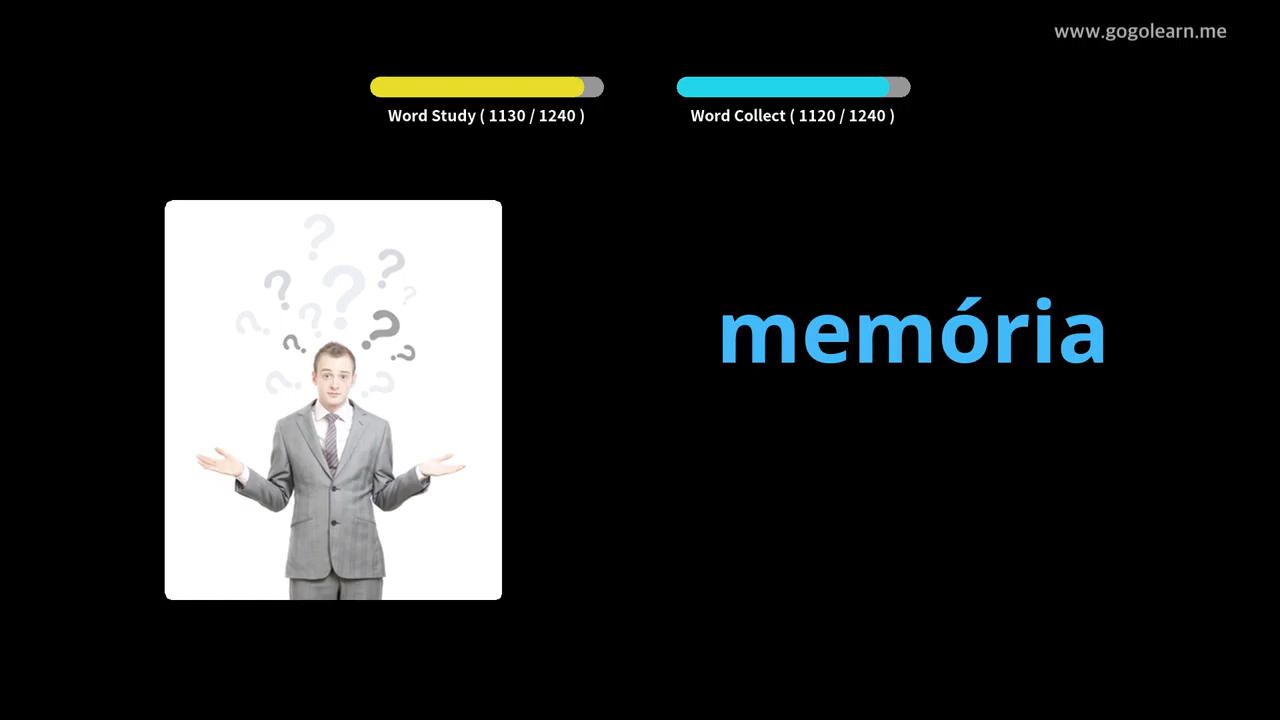 www.gogolearn.me
Word Study ( 1130 / 1240 )
Word Collect ( 1120 / 1240 )
? ? ? ? ? ? ? ? ? ? ? ?
memória